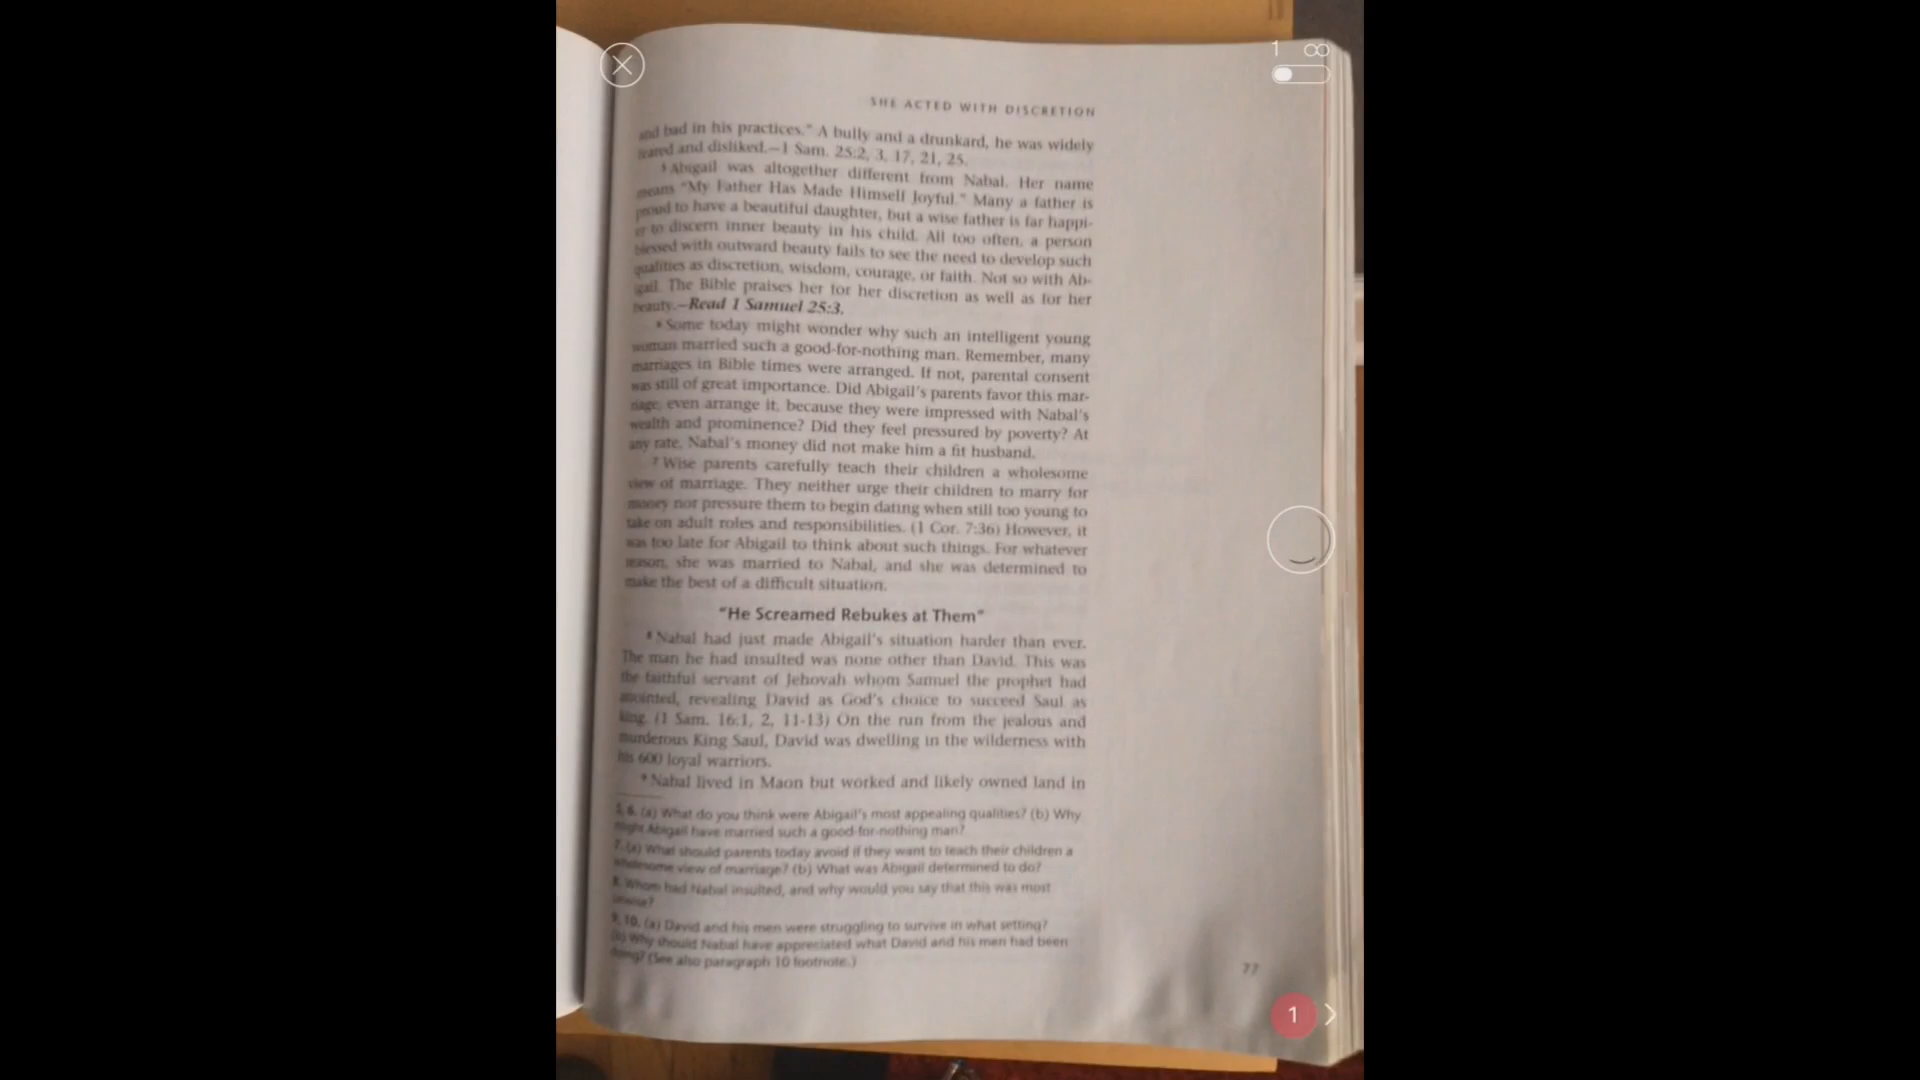 1 ∞
SHE ACTED WITH DISCRETION
and bad in his practices.” A bully and a drunkard, he was widely
feared and disliked.—1 Sam. 25:2, 3, 17, 21, 25.
5 Abigail was altogether different from Nabal. Her name
means “My Father Has Made Himself Joyful.” Many a father is
proud to have a beautiful daughter, but a wise father is far happi-
er to discern inner beauty in his child. All too often, a person
blessed with outward beauty fails to see the need to develop such
qualities as discretion, wisdom, courage, or faith. Not so with Ab-
igail. The Bible praises her for her discretion as well as for her
beauty.—Read 1 Samuel 25:3.
6 Some today might wonder why such an intelligent young
woman married such a good-for-nothing man. Remember, many
marriages in Bible times were arranged. If not, parental consent
was still of great importance. Did Abigail’s parents favor this mar-
riage, even arrange it, because they were impressed with Nabal’s
wealth and prominence? Did they feel pressured by poverty? At
any rate, Nabal’s money did not make him a fit husband.
7 Wise parents carefully teach their children a wholesome
view of marriage. They neither urge their children to marry for
money nor pressure them to begin dating when still too young to
take on adult roles and responsibilities. (1 Cor. 7:36) However, it
was too late for Abigail to think about such things. For whatever
reason, she was married to Nabal, and she was determined to
make the best of a difficult situation.
“He Screamed Rebukes at Them”
8 Nabal had just made Abigail’s situation harder than ever.
The man he had insulted was none other than David. This was
the faithful servant of Jehovah whom Samuel the prophet had
anointed, revealing David as God’s choice to succeed Saul as
king. (1 Sam. 16:1, 2, 11-13) On the run from the jealous and
murderous King Saul, David was dwelling in the wilderness with
his 600 loyal warriors.
9 Nabal lived in Maon but worked and likely owned land in
5, 6. (a) What do you think were Abigail’s most appealing qualities? (b) Why
might Abigail have married such a good-for-nothing man?
7. (a) What should parents today avoid if they want to teach their children a
wholesome view of marriage? (b) What was Abigail determined to do?
8. Whom had Nabal insulted, and why would you say that this was most
unwise?
9, 10. (a) David and his men were struggling to survive in what setting?
(b) Why should Nabal have appreciated what David and his men had been
doing? (See also paragraph 10 footnote.)
77
1